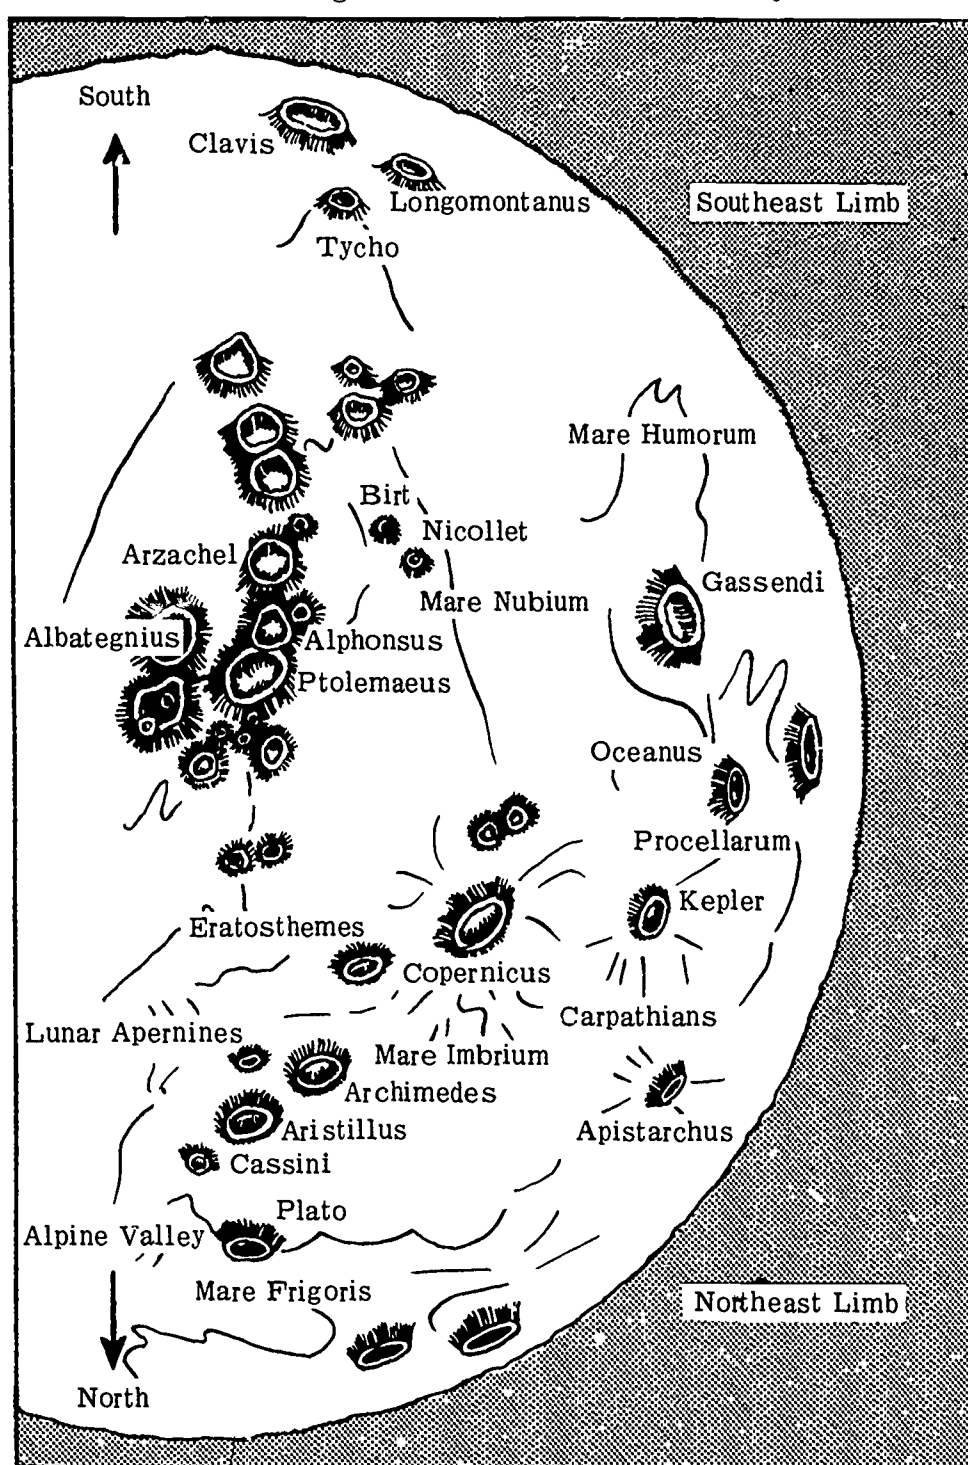 South
Clavis
Longomontanus
Southeast Limb
Tycho
Mare Humorum
Birt
Nicollet
Arzachel
Gassendi
Mare Nubium
Albategnius
Alphonsus
Ptolemaeus
Oceanus
Procellarum
Kepler
Eratosthemes
Copernicus
Carpathians
Lunar Apernines
Mare Imbrium
Archimedes
Aristillus
Apistarchus
Cassini
Plato
Alpine Valley
Mare Frigoris
Northeast Limb
North